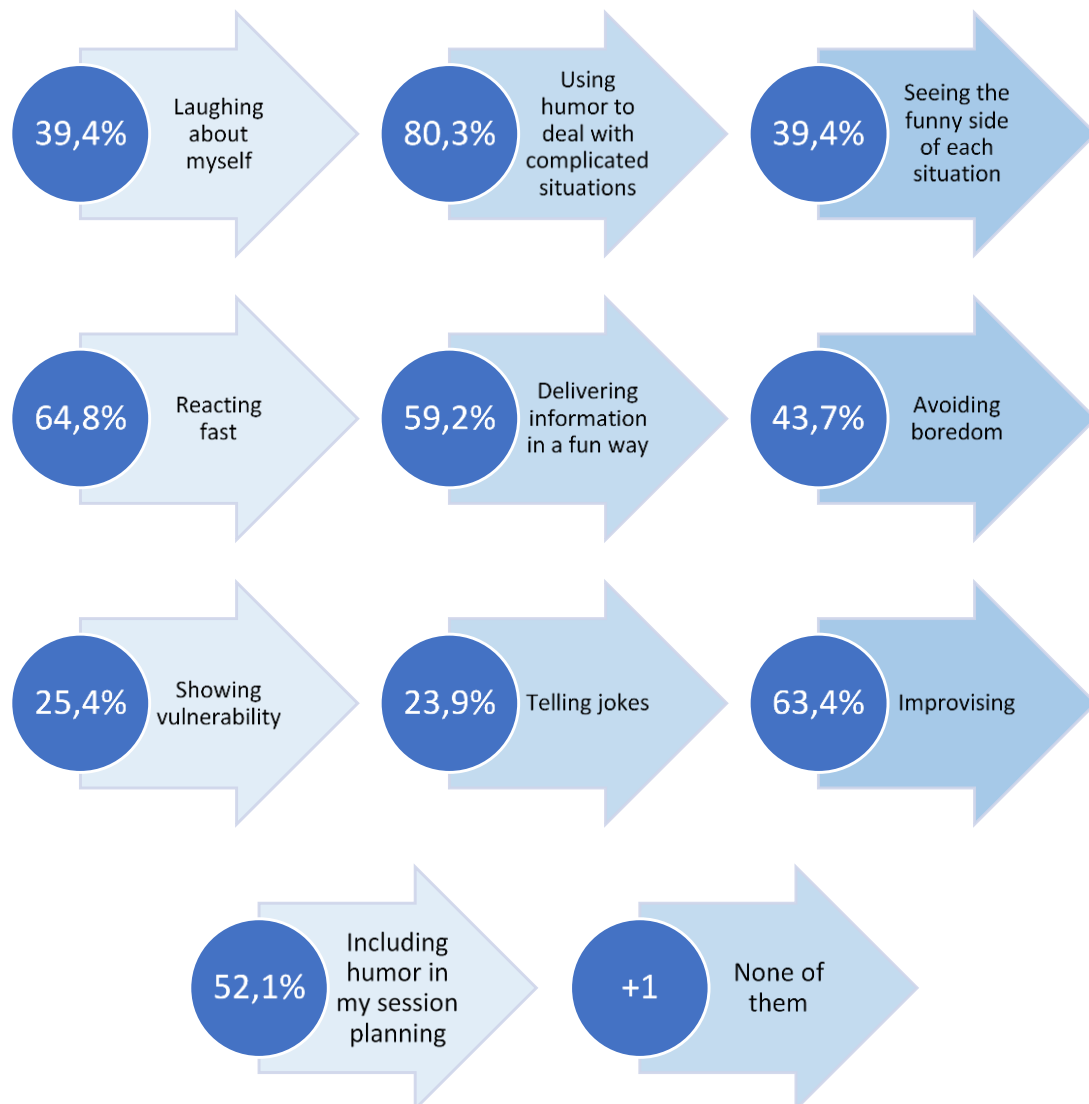 39,4%
Laughing
about
myself
80,3%
Using
humor to
deal with
complicated
situations
39,4%
Seeing the
funny side
of each
situation
64,8%
Reacting
fast
59,2%
Delivering
information
in a fun way
43,7%
Avoiding
boredom
25,4%
Showing
vulnerability
23,9%
Telling jokes
63,4%
Improvising
52,1%
Including
humor in
my session
planning
+1
None of
them